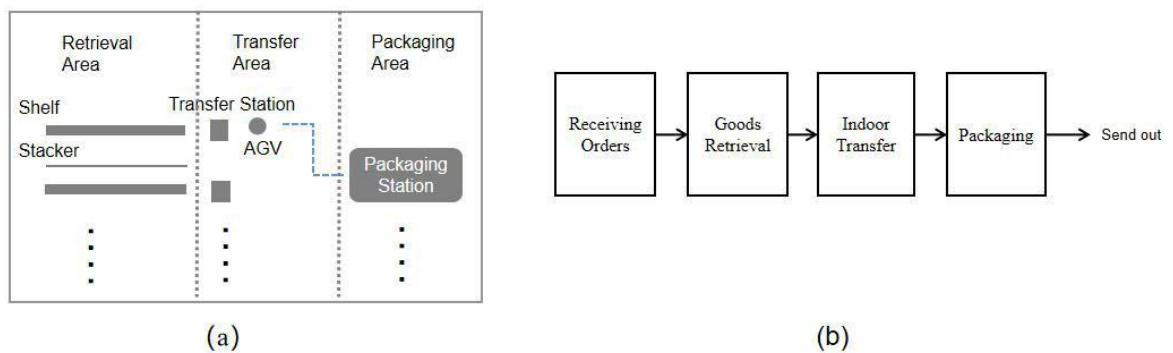 Retrieval
Area
Transfer
Area
Packaging
Area
Shelf
Transfer Station
AGV
Stacker
Packaging
Station
(a)
Receiving
Orders
Goods
Retrieval
Indoor
Transfer
Packaging
Send out
(b)